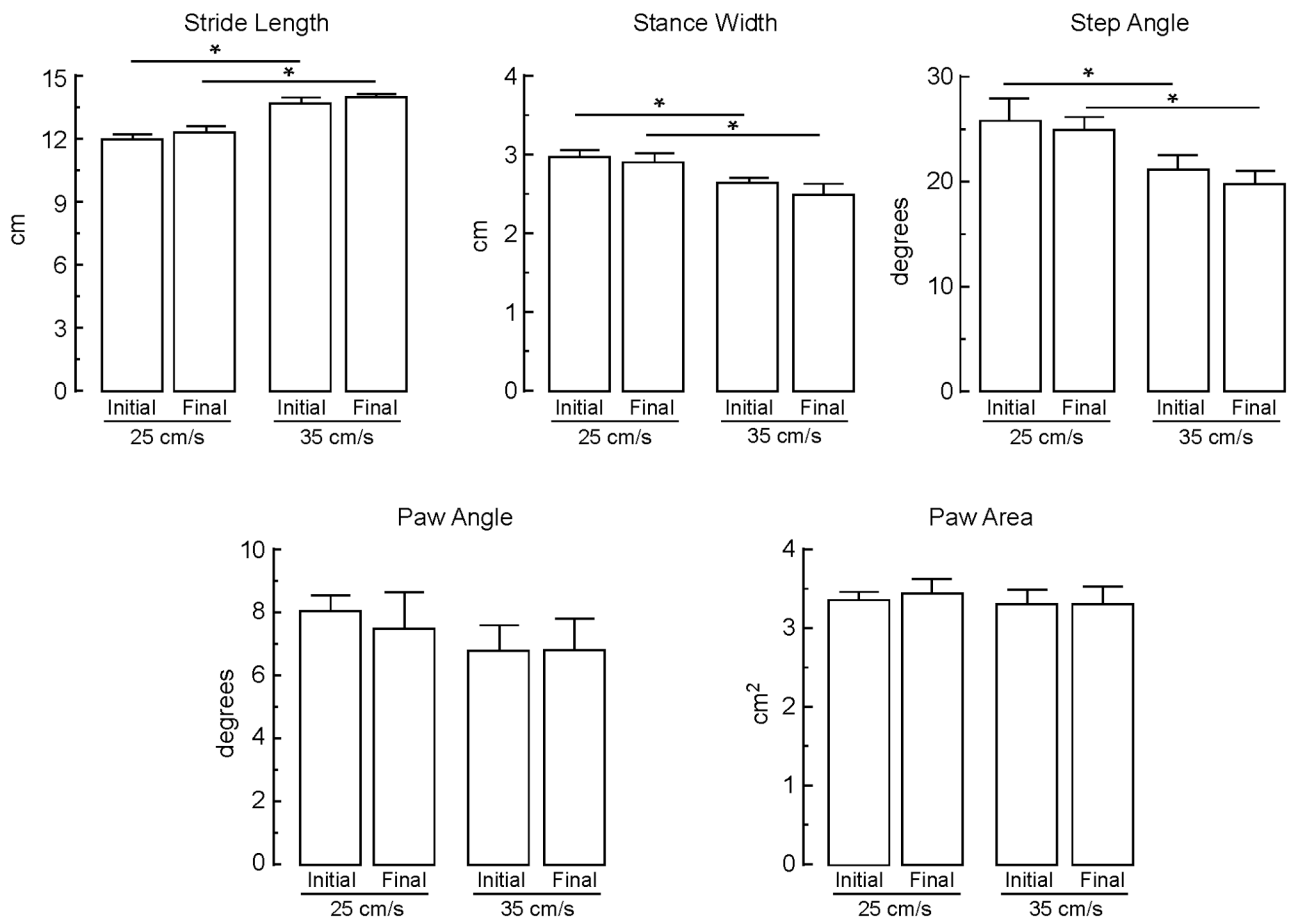 Stride Length
*
*
15
12
9
6
3
0
cm
Initial Final Initial Final
25 cm/s 35 cm/s
Stance Width
*
*
4
3
2
1
0
cm
Initial Final Initial Final
25 cm/s 35 cm/s
Step Angle
*
*
30
20
10
0
degrees
Initial Final Initial Final
25 cm/s 35 cm/s
Paw Angle
10
8
6
4
2
0
degrees
Initial Final Initial Final
25 cm/s 35 cm/s
Paw Area
4
3
2
1
0
cm²
Initial Final Initial Final
25 cm/s 35 cm/s